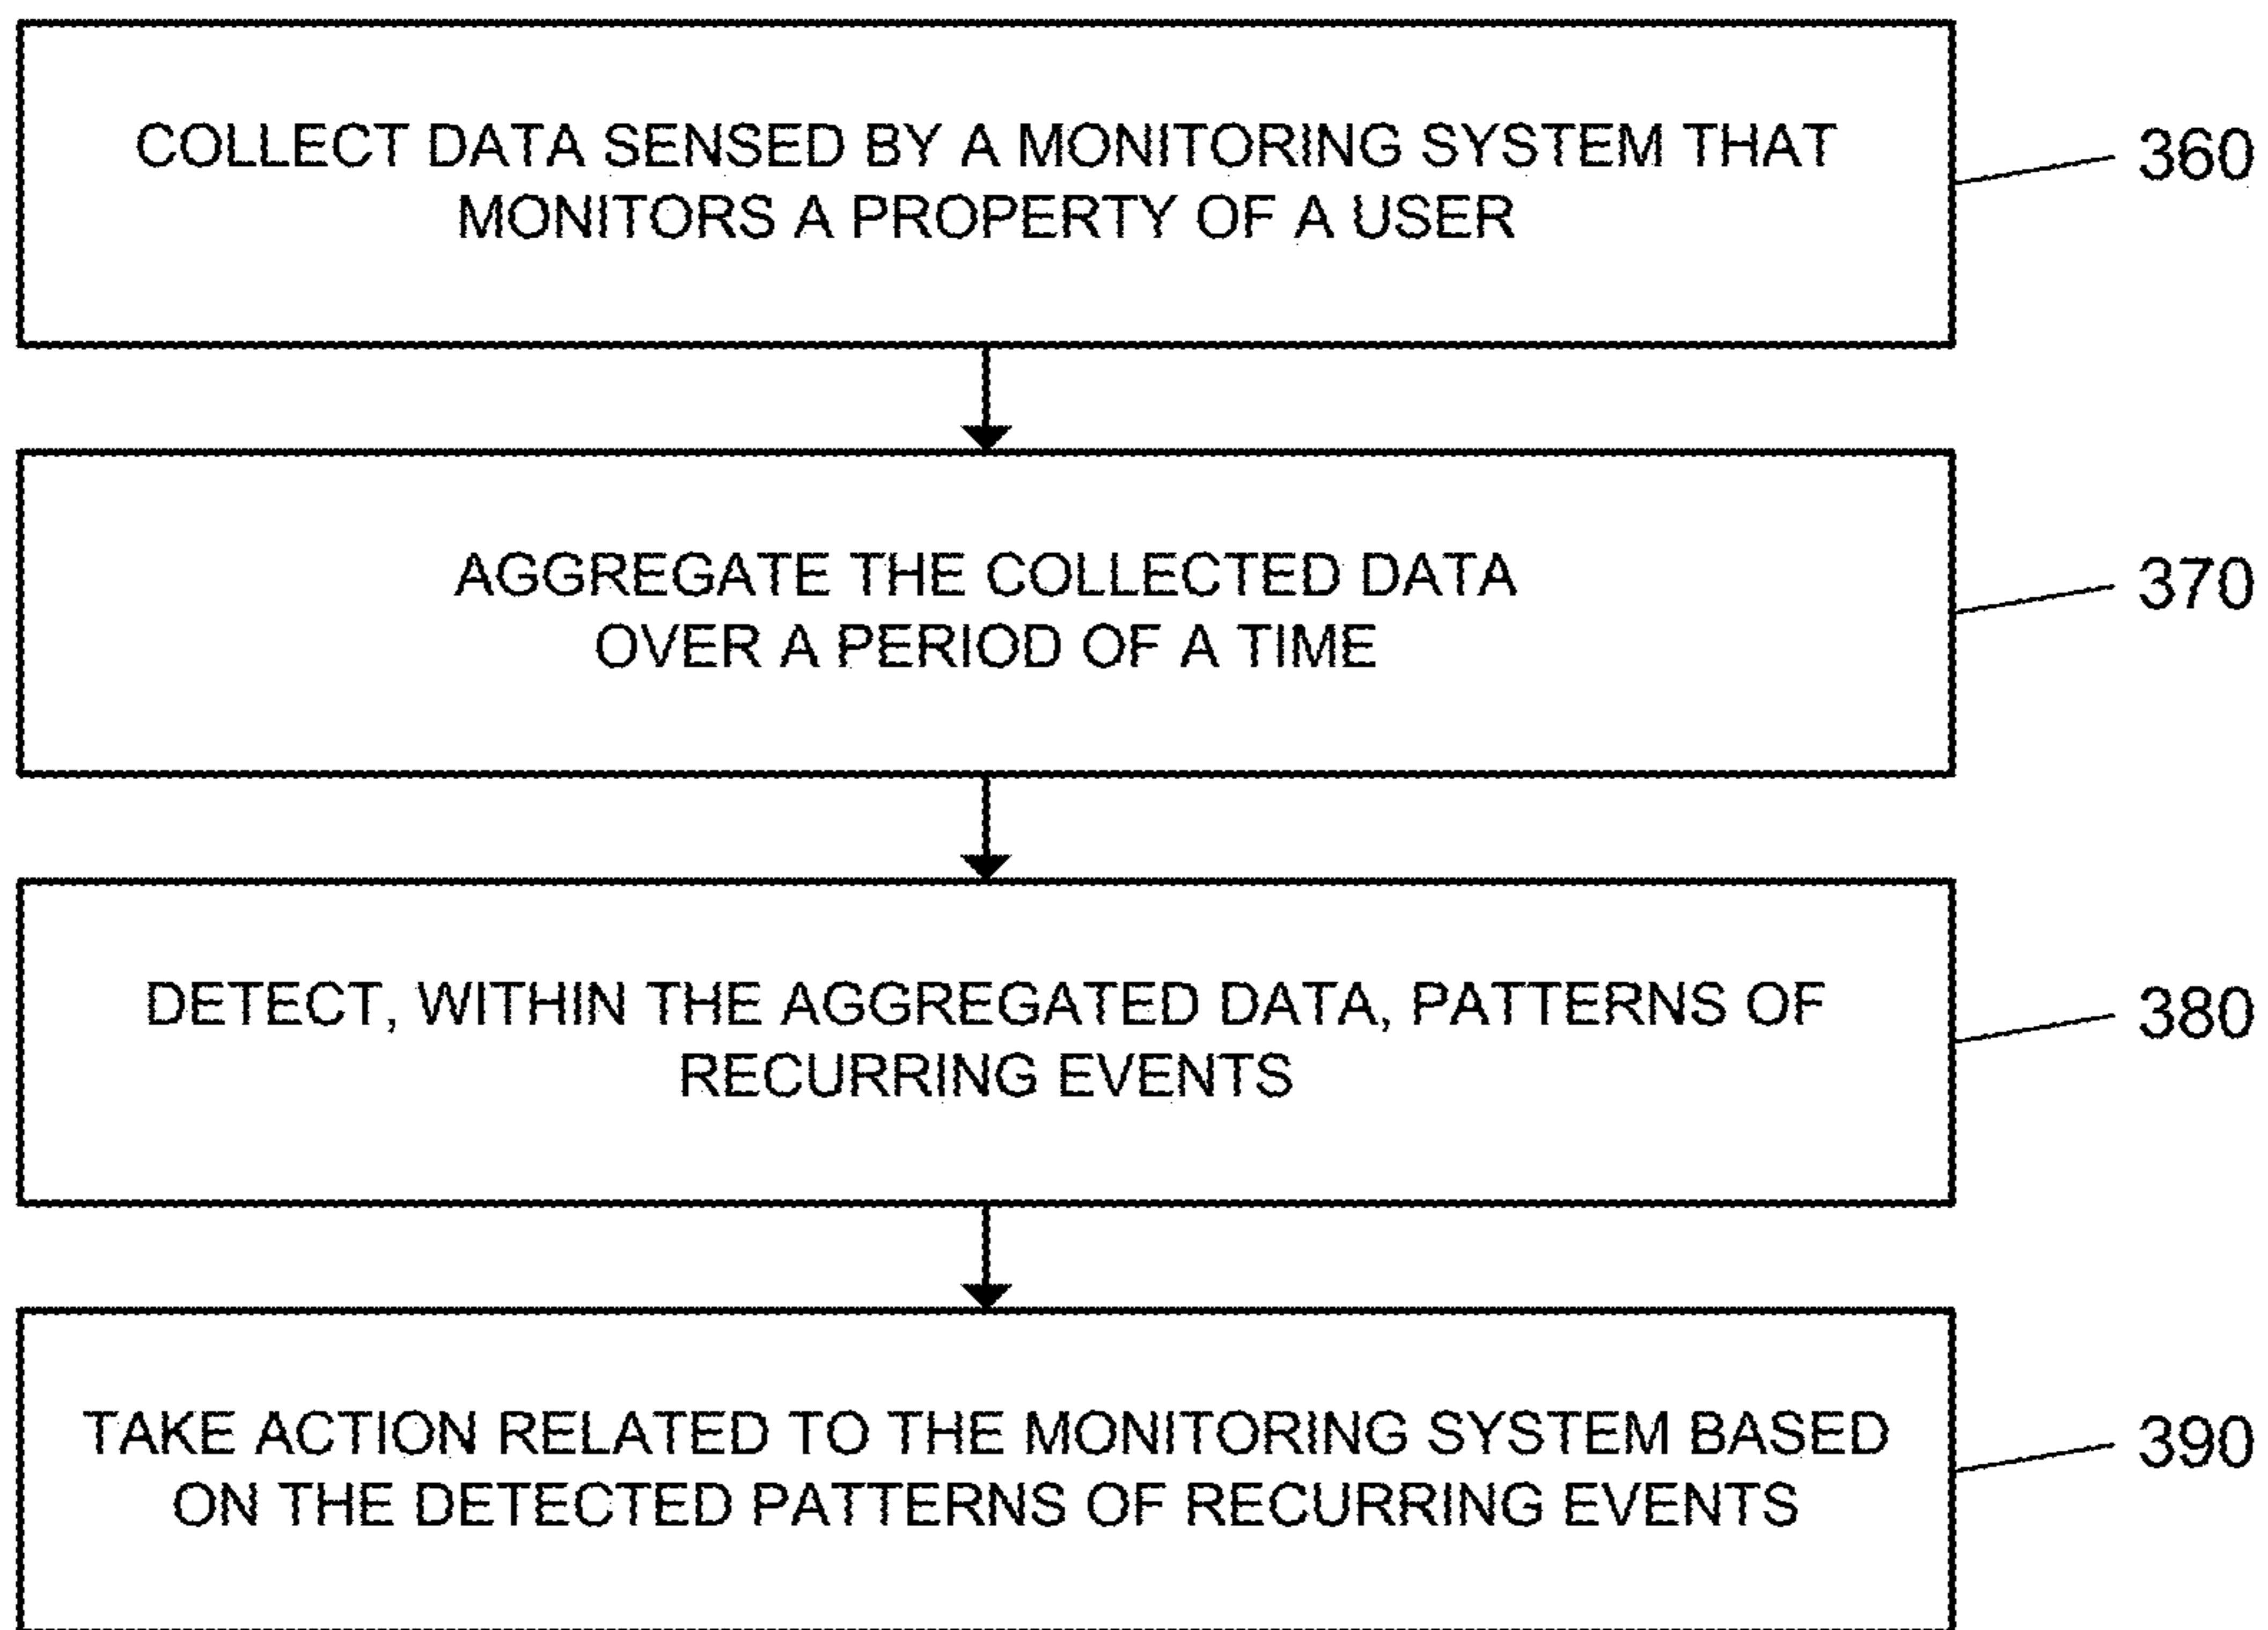 COLLECT DATA SENSED BY A MONITORING SYSTEM THAT
MONITORS A PROPERTY OF A USER
360
AGGREGATE THE COLLECTED DATA
OVER A PERIOD OF A TIME
370
DETECT, WITHIN THE AGGREGATED DATA, PATTERNS OF
RECURRING EVENTS
380
TAKE ACTION RELATED TO THE MONITORING SYSTEM BASED
ON THE DETECTED PATTERNS OF RECURRING EVENTS
390